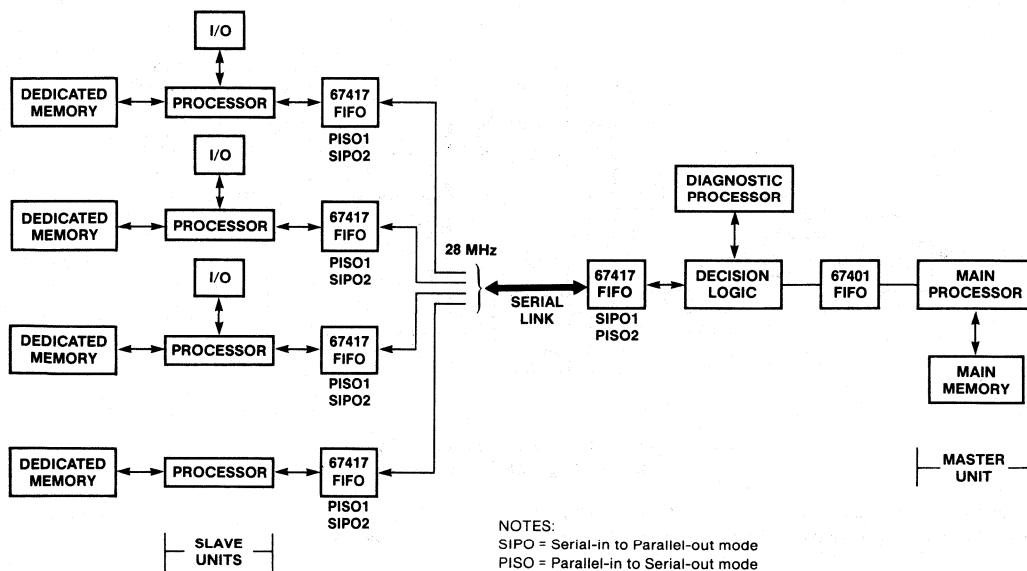 I/O
DEDICATED
MEMORY
PROCESSOR
67417
FIFO
PISO1
SIPO2
I/O
DEDICATED
MEMORY
PROCESSOR
67417
FIFO
PISO1
SIPO2
I/O
DEDICATED
MEMORY
PROCESSOR
67417
FIFO
PISO1
SIPO2
DEDICATED
MEMORY
PROCESSOR
67417
FIFO
PISO1
SIPO2
SLAVE
UNITS
28 MHz
SERIAL
LINK
67417
FIFO
SIPO1
PISO2
DIAGNOSTIC
PROCESSOR
DECISION
LOGIC
67401
FIFO
MAIN
PROCESSOR
MAIN
MEMORY
MASTER
UNIT
NOTES:
SIPO = Serial-in to Parallel-out mode
PISO = Parallel-in to Serial-out mode